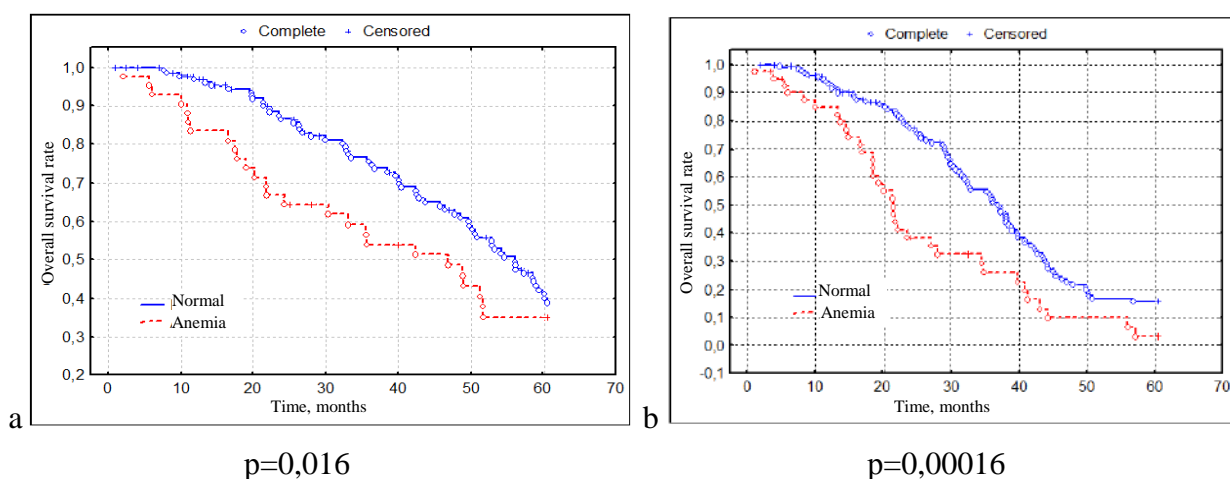 Complete Censored
1,0
0,9
0,8
0,7
0,6
0,5
0,4
0,3
0,2
Overall survival rate
Normal
Anemia
0 10 20 30 40 50 60 70
Time, months
a
p=0,016
Complete Censored
1,0
0,9
0,8
0,7
0,6
0,5
0,4
0,3
0,2
0,1
0,0
-0,1
Overall survival rate
Normal
Anemia
0 10 20 30 40 50 60 70
Time, months
b
p=0,00016